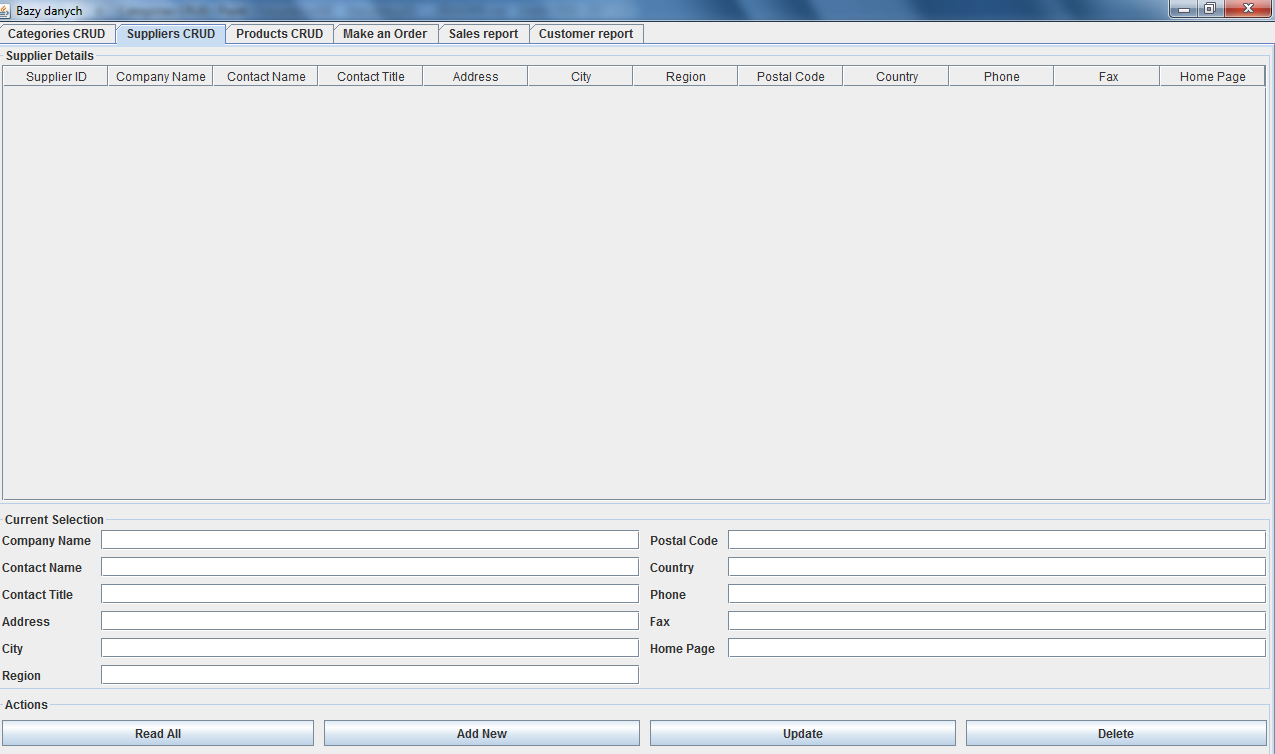 Bazy danych
Categories CRUD Suppliers CRUD Products CRUD Make an Order Sales report Customer report
Supplier Details
Supplier ID Company Name Contact Name Contact Title Address City Region Postal Code Country Phone Fax Home Page
Current Selection
Company Name Postal Code
Contact Name Country
Contact Title Phone
Address Fax
City Home Page
Region
Actions
Read All Add New Update Delete